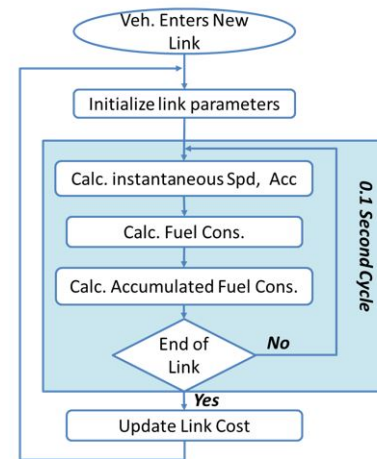 Veh. Enters New
Link
Initialize link parameters
Calc. instantaneous Spd, Acc
Calc. Fuel Cons.
Calc. Accumulated Fuel Cons.
End of
Link
No
0.1 Second Cycle
Yes
Update Link Cost